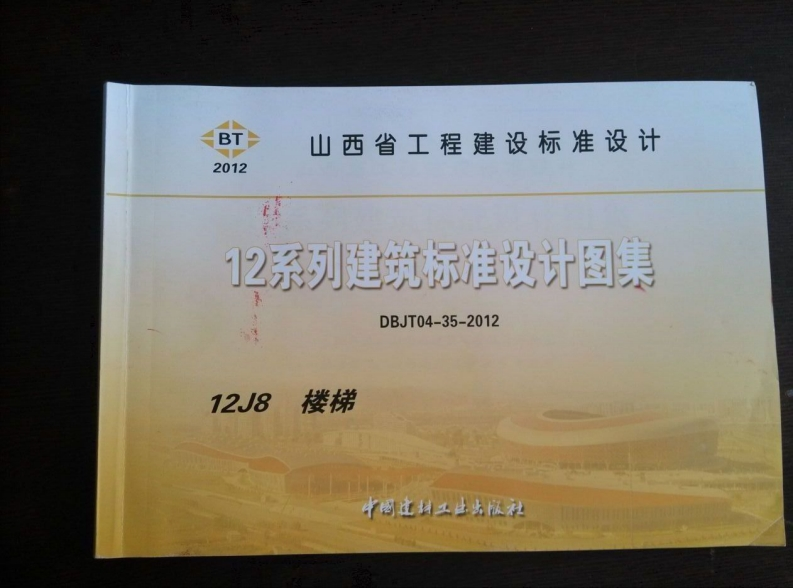 BT
2012
山西省工程建设标准设计
12系列建筑标准设计图集
DBJT04-35-2012
12J8 楼梯
中国建材工业出版社